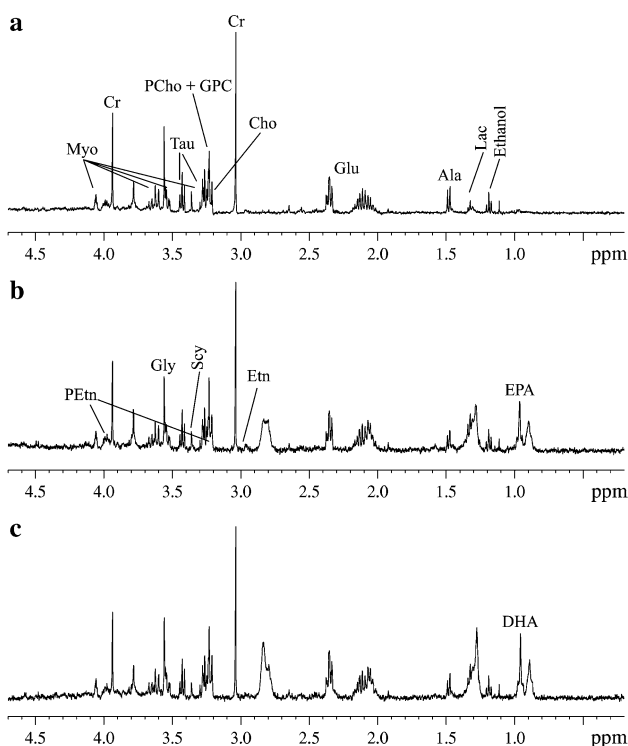 a
Cr
PCho + GPC
Cr
Tau
Cho
Myo
Glu
Ala
Lac
Ethanol
4.5 4.0 3.5 3.0 2.5 2.0 1.5 1.0 ppm
b
PEtn
Gly
Scy
Etn
EPA
4.5 4.0 3.5 3.0 2.5 2.0 1.5 1.0 ppm
c
DHA
4.5 4.0 3.5 3.0 2.5 2.0 1.5 1.0 ppm